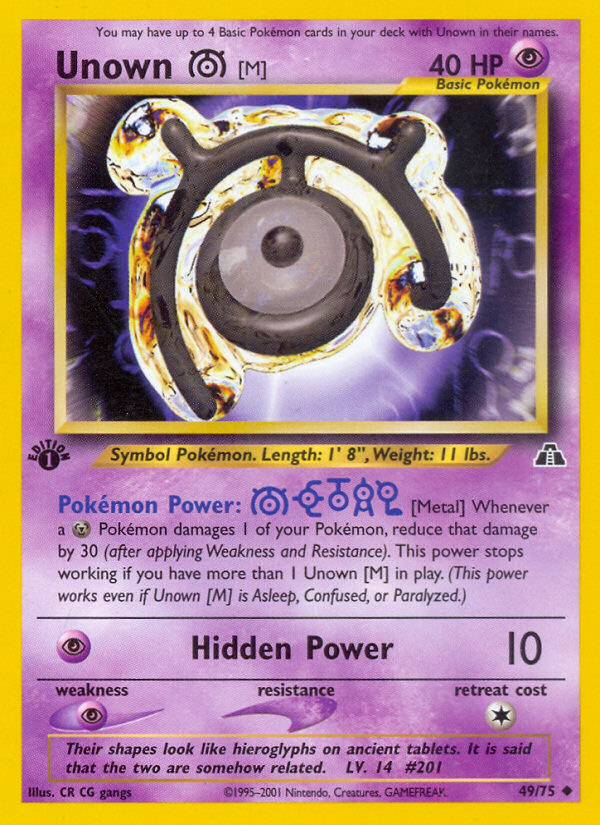 You may have up to 4 Basic Pokémon cards in your deck with Unown in their names.
Unown [M] 40 HP
Basic Pokémon
EDITION 1
Symbol Pokémon. Length: 1' 8", Weight: 11 lbs.
Pokémon Power: METAL [Metal] Whenever
a Pokémon damages 1 of your Pokémon, reduce that damage
by 30 (after applying Weakness and Resistance). This power stops
working if you have more than 1 Unown [M] in play. (This power
works even if Unown [M] is Asleep, Confused, or Paralyzed.)
Hidden Power 10
weakness resistance retreat cost
Their shapes look like hieroglyphs on ancient tablets. It is said
that the two are somehow related. LV. 14 #201
Illus. CR CG gangs ©1995–2001 Nintendo, Creatures, GAMEFREAK. 49/75